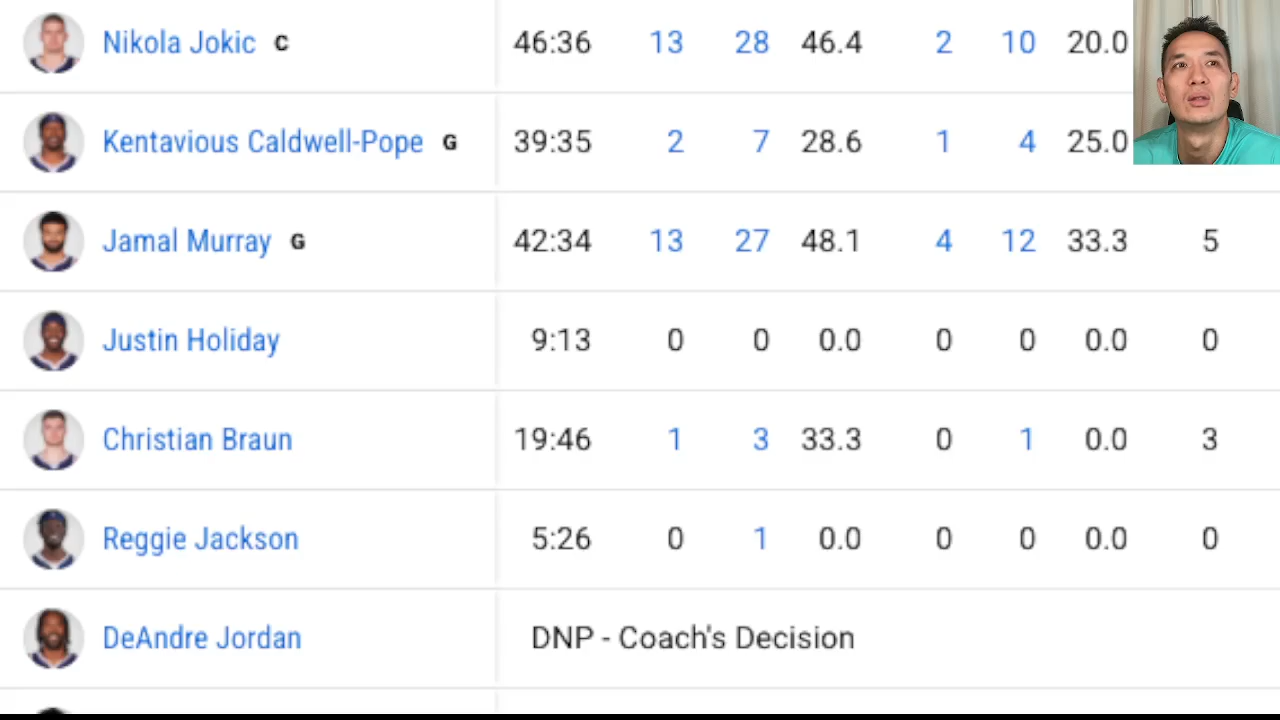 Nikola Jokic C 46:36 13 28 46.4 2 10 20.0
Kentavious Caldwell-Pope G 39:35 2 7 28.6 1 4 25.0
Jamal Murray G 42:34 13 27 48.1 4 12 33.3 5
Justin Holiday 9:13 0 0 0.0 0 0 0.0 0
Christian Braun 19:46 1 3 33.3 0 1 0.0 3
Reggie Jackson 5:26 0 1 0.0 0 0 0.0 0
DeAndre Jordan DNP - Coach's Decision